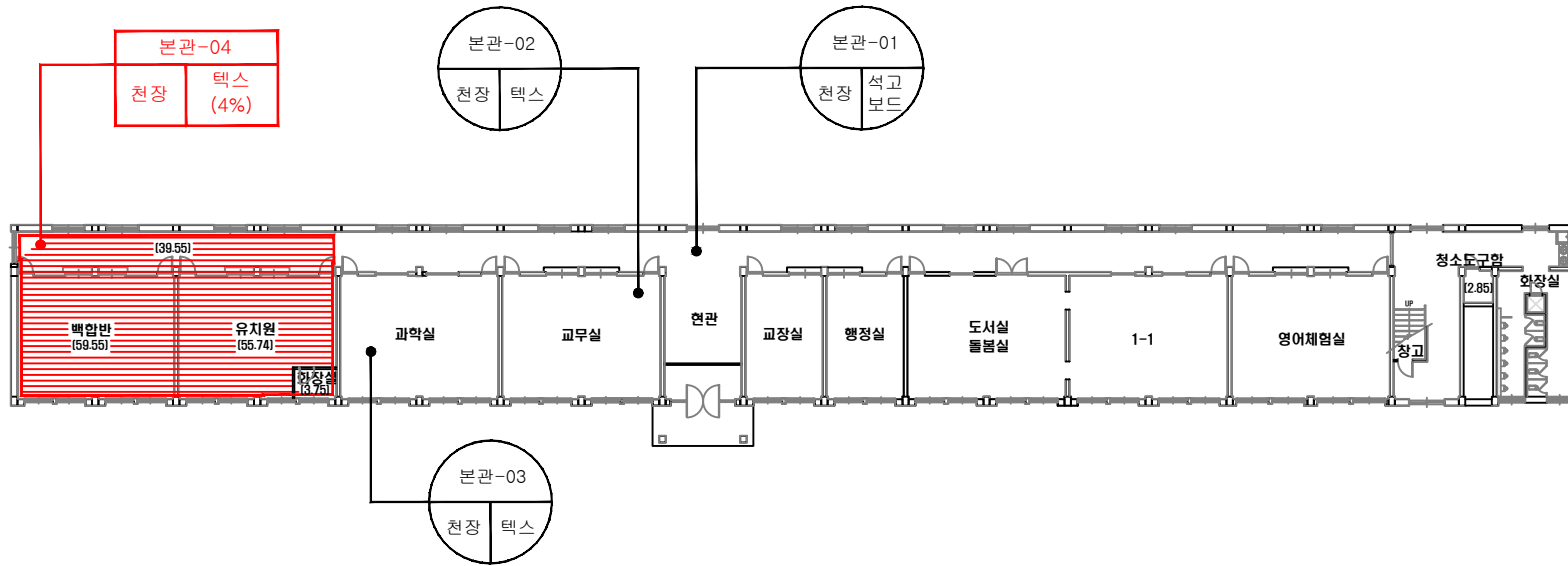 본관-04
천장
텍스
(4%)
본관-02
천장
텍스
본관-01
천장
석고
보드
(39.55)
백합반
(59.55)
유치원
(55.74)
화장실
(3.75)
과학실
교무실
현관
교장실
행정실
도서실
돌봄실
1-1
영어체험실
UP
창고
청소도구함
(2.85)
화장실
본관-03
천장
텍스